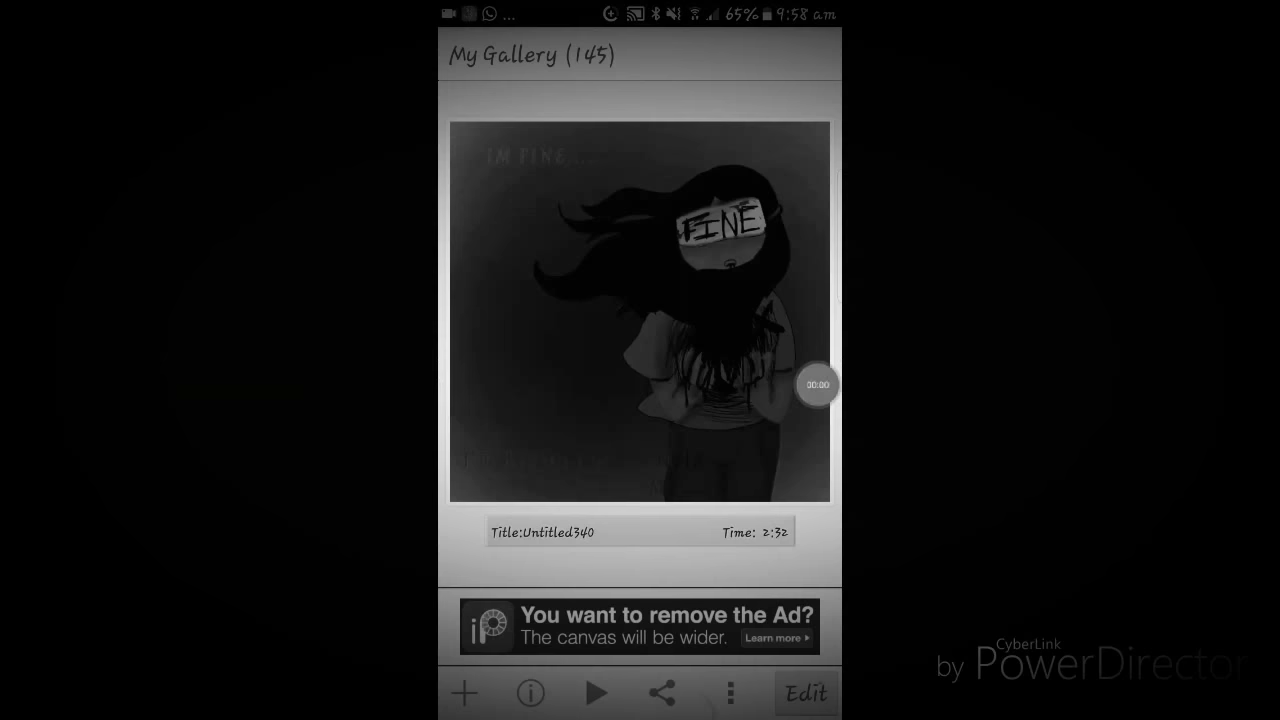 ... 65% 9:58 am
My Gallery (145)
IM FINE...
FINE
00:00
Title:Untitled340 Time: 2:32
iP You want to remove the Ad?
The canvas will be wider. Learn more
Edit
CyberLink
by PowerDirector